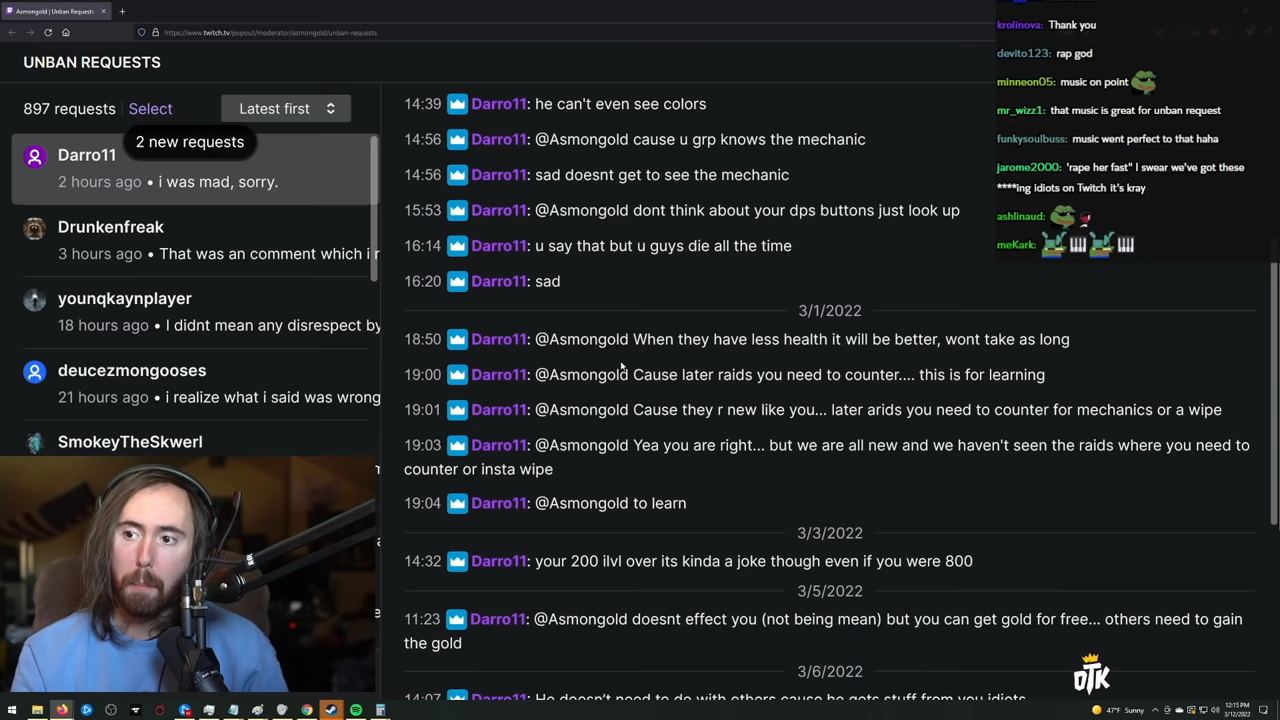 Asmongold | Unban Requests
https://www.twitch.tv/popout/moderator/asmongold/unban-requests
UNBAN REQUESTS
897 requests Select Latest first
2 new requests
Darro11
2 hours ago • i was mad, sorry.
Drunkenfreak
3 hours ago • That was an comment which i
younqkaynplayer
18 hours ago • I didnt mean any disrespect by
deucezmongooses
21 hours ago • i realize what i said was wrong
SmokeyTheSkwerl
14:39 Darro11: he can't even see colors
14:56 Darro11: @Asmongold cause u grp knows the mechanic
14:56 Darro11: sad doesnt get to see the mechanic
15:53 Darro11: @Asmongold dont think about your dps buttons just look up
16:14 Darro11: u say that but u guys die all the time
16:20 Darro11: sad
3/1/2022
18:50 Darro11: @Asmongold When they have less health it will be better, wont take as long
19:00 Darro11: @Asmongold Cause later raids you need to counter.... this is for learning
19:01 Darro11: @Asmongold Cause they r new like you... later arids you need to counter for mechanics or a wipe
19:03 Darro11: @Asmongold Yea you are right... but we are all new and we haven't seen the raids where you need to
counter or insta wipe
19:04 Darro11: @Asmongold to learn
3/3/2022
14:32 Darro11: your 200 ilvl over its kinda a joke though even if you were 800
3/5/2022
11:23 Darro11: @Asmongold doesnt effect you (not being mean) but you can get gold for free... others need to gain
the gold
3/6/2022
14:07 Darro11: He doesn't need to do with others cause he gets stuff from you idiots
krolinova: Thank you
devito123: rap god
minneon05: music on point
mr_wizz1: that music is great for unban request
funkysoulbuss: music went perfect to that haha
jarome2000: 'rape her fast" I swear we've got these
****ing idiots on Twitch it's kray
ashlinaud:
meKark:
OTK
47°F Sunny
12:15 PM
3/12/2022